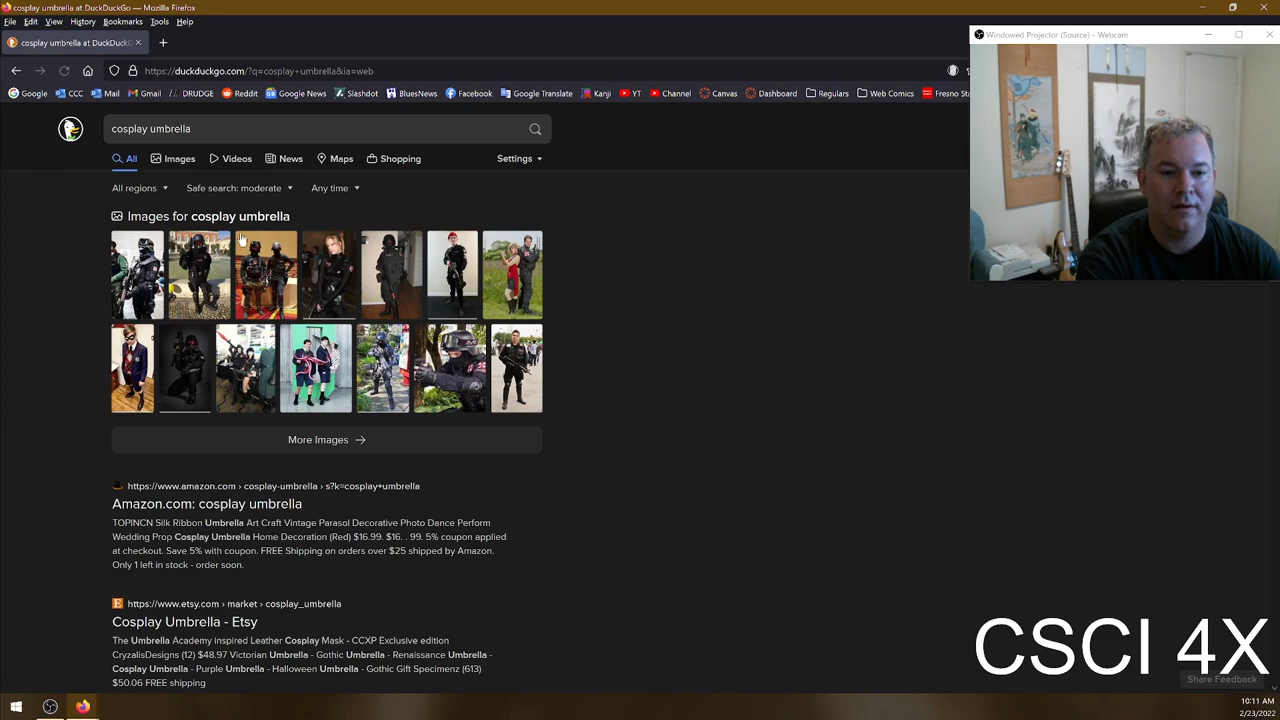 cosplay umbrella at DuckDuckGo — Mozilla Firefox
File Edit View History Bookmarks Tools Help
cosplay umbrella at DuckDuckG
Windowed Projector (Source) - Webcam
https://duckduckgo.com/?q=cosplay+umbrella&ia=web
Google CCC Mail Gmail DRUDGE Reddit Google News Slashdot BluesNews Facebook Google Translate Kanji YT Channel Canvas Dashboard Regulars Web Comics Fresno Sta
cosplay umbrella
All Images Videos News Maps Shopping Settings
All regions Safe search: moderate Any time
Images for cosplay umbrella
More Images
https://www.amazon.com › cosplay-umbrella › s?k=cosplay+umbrella
Amazon.com: cosplay umbrella
TOPINCN Silk Ribbon Umbrella Art Craft Vintage Parasol Decorative Photo Dance Perform
Wedding Prop Cosplay Umbrella Home Decoration (Red) $16.99. $16. . 99. 5% coupon applied
at checkout. Save 5% with coupon. FREE Shipping on orders over $25 shipped by Amazon.
Only 1 left in stock - order soon.
https://www.etsy.com › market › cosplay_umbrella
Cosplay Umbrella - Etsy
The Umbrella Academy inspired Leather Cosplay Mask - CCXP Exclusive edition
CryzalisDesigns (12) $48.97 Victorian Umbrella - Gothic Umbrella - Renaissance Umbrella -
Cosplay Umbrella - Purple Umbrella - Halloween Umbrella - Gothic Gift Specimenz (613)
$50.06 FREE shipping
CSCI 4X
Share Feedback
10:11 AM
2/23/2022